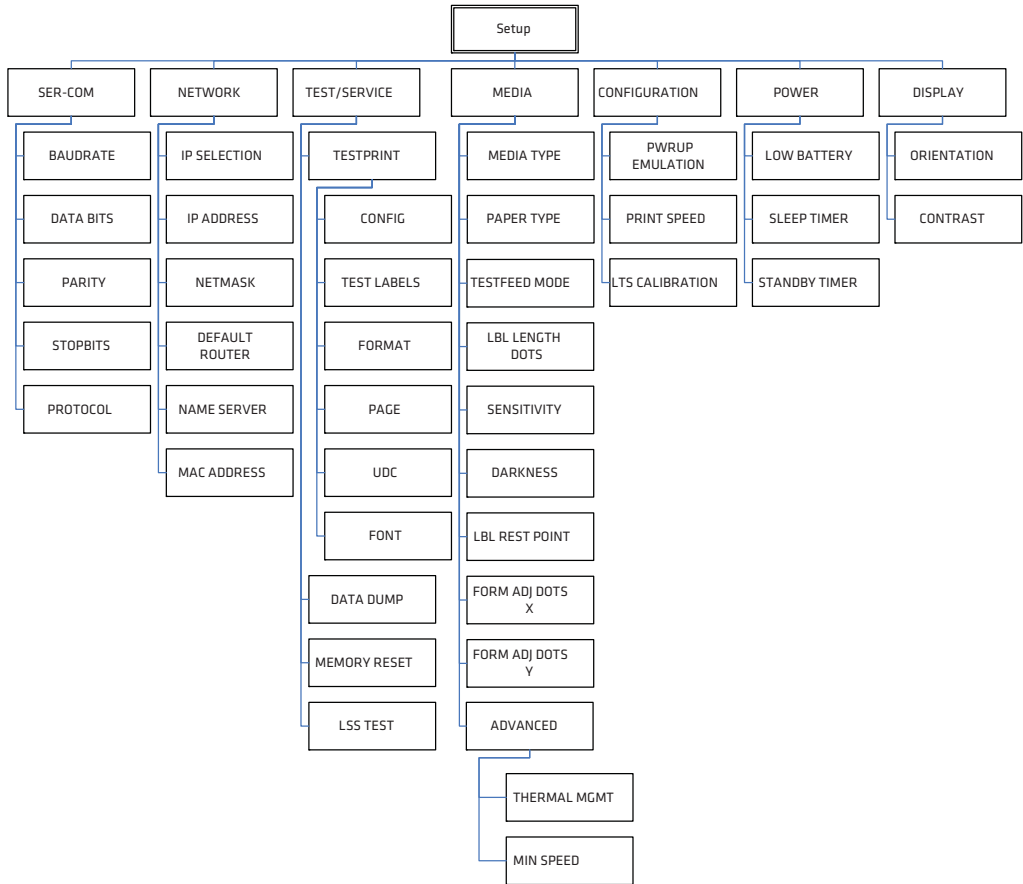 Setup
SER-COM
NETWORK
TEST/SERVICE
MEDIA
CONFIGURATION
POWER
DISPLAY
BAUDRATE
DATA BITS
PARITY
STOPBITS
PROTOCOL
IP SELECTION
IP ADDRESS
NETMASK
DEFAULT
ROUTER
NAME SERVER
MAC ADDRESS
TESTPRINT
CONFIG
TEST LABELS
FORMAT
PAGE
UDC
FONT
DATA DUMP
MEMORY RESET
LSS TEST
MEDIA TYPE
PAPER TYPE
TESTFEED MODE
LBL LENGTH
DOTS
SENSITIVITY
DARKNESS
LBL REST POINT
FORM ADJ DOTS
X
FORM ADJ DOTS
Y
ADVANCED
THERMAL MGMT
MIN SPEED
PWRUP
EMULATION
PRINT SPEED
LTS CALIBRATION
LOW BATTERY
SLEEP TIMER
STANDBY TIMER
ORIENTATION
CONTRAST